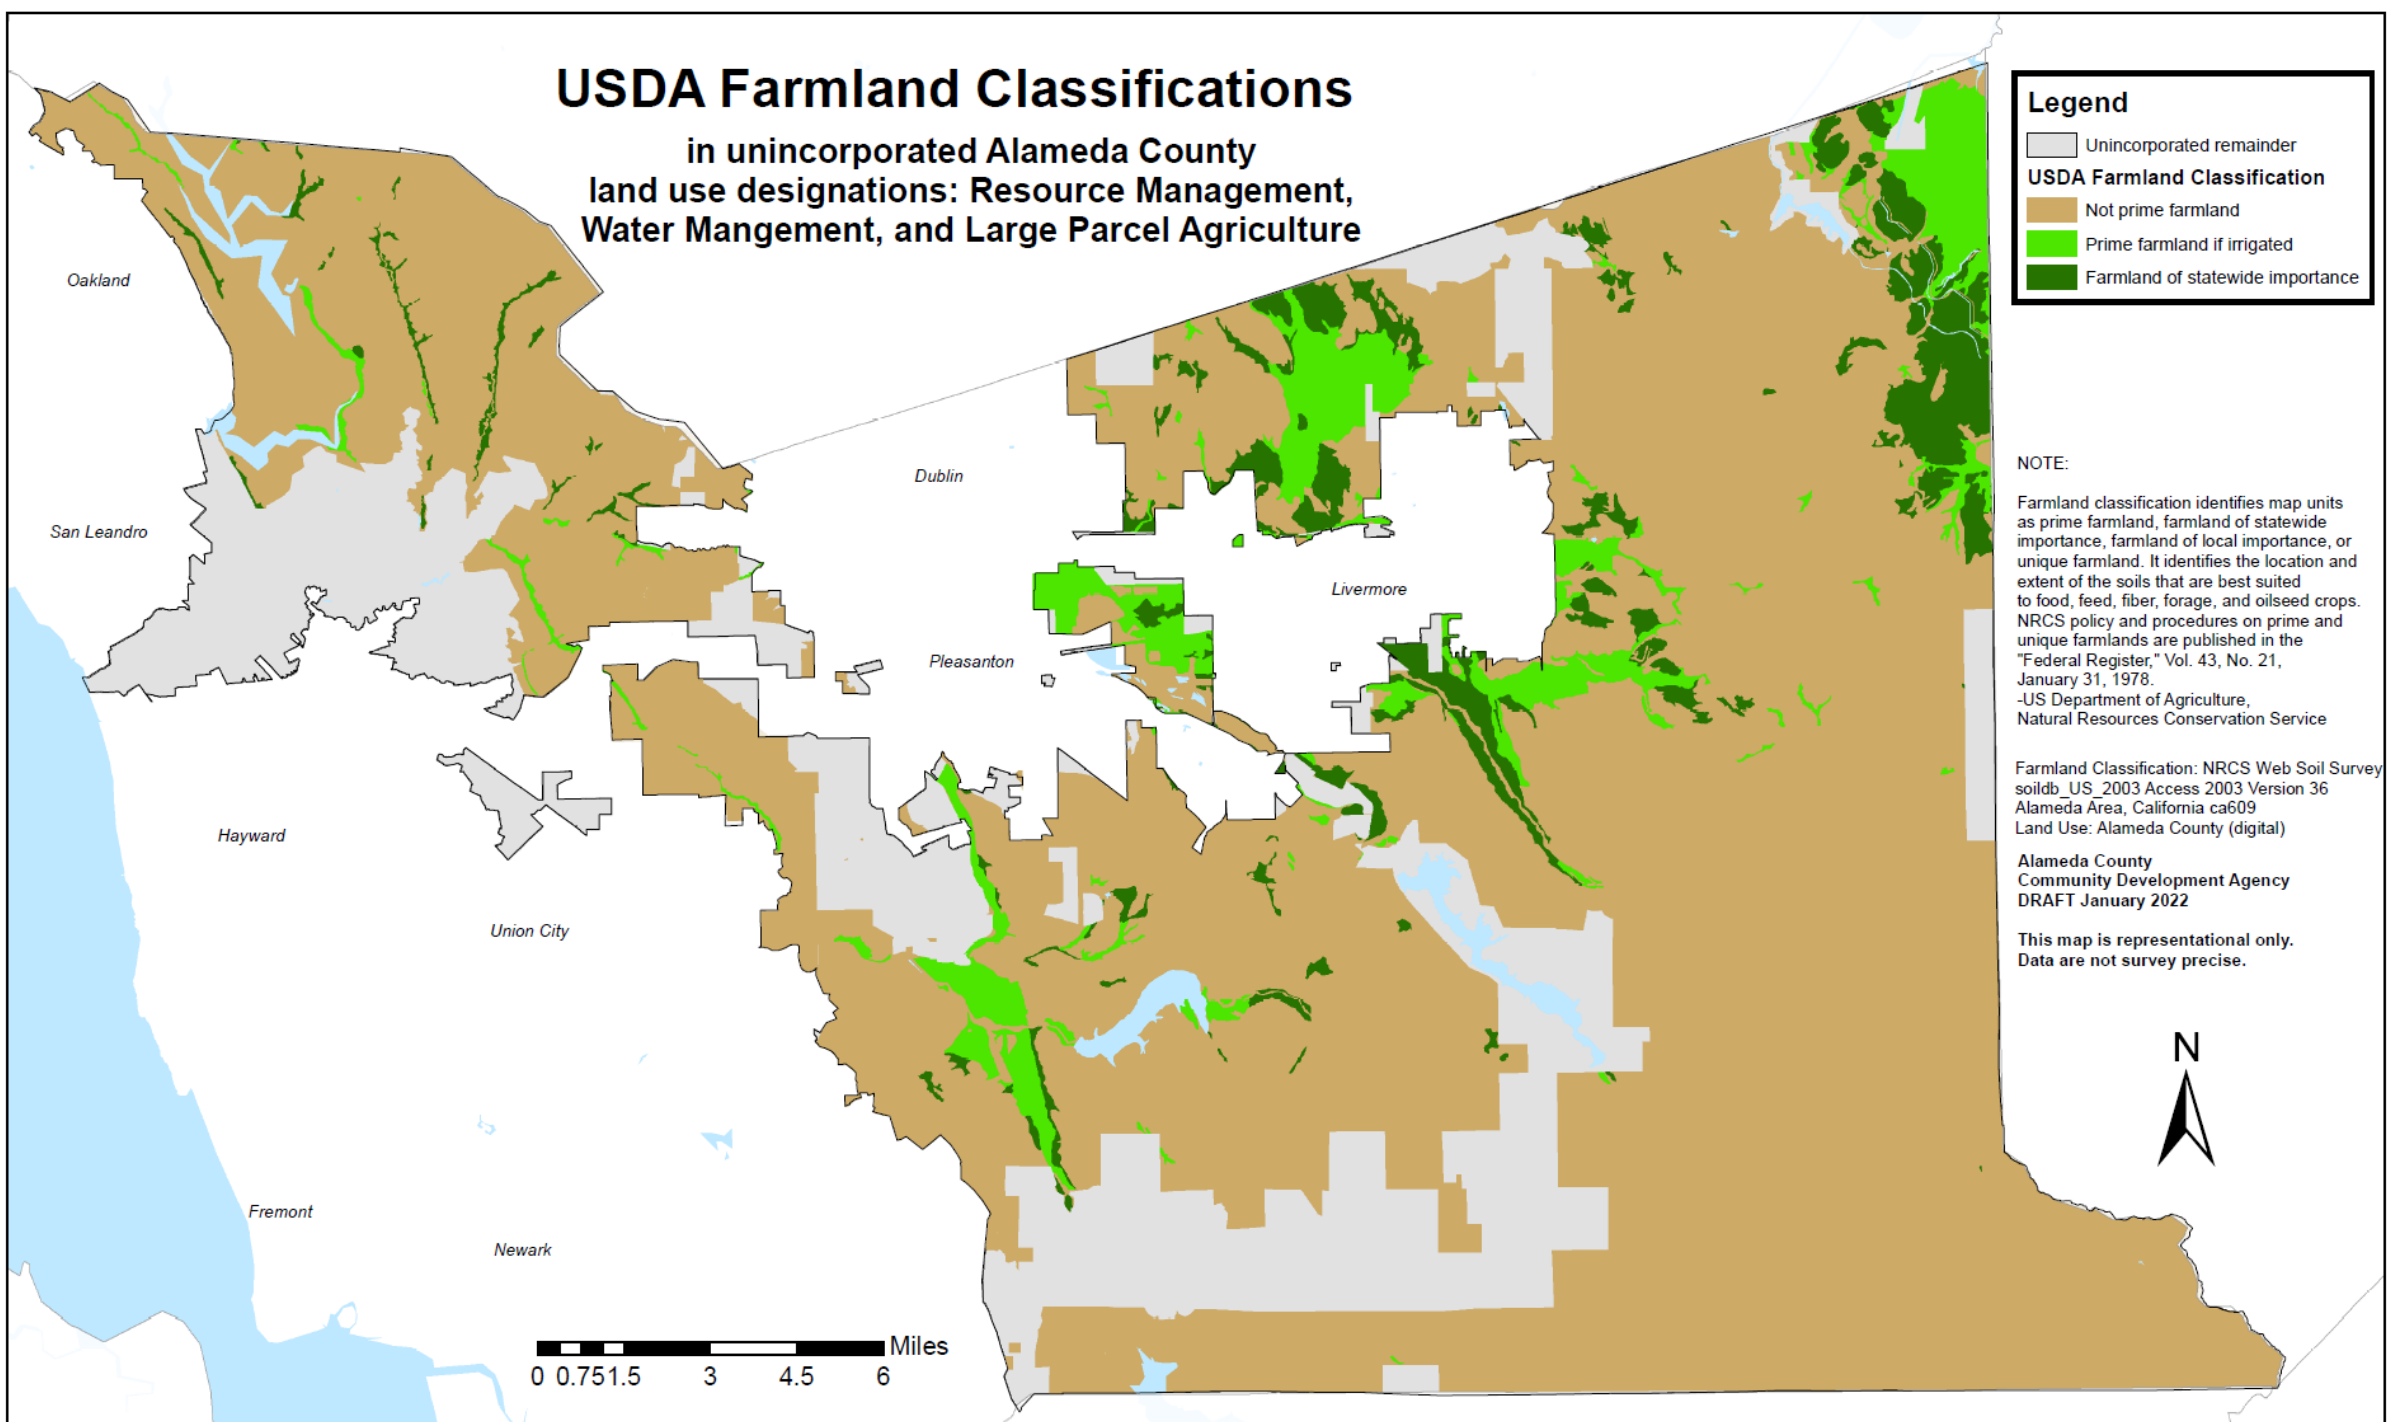 USDA Farmland Classifications
in unincorporated Alameda County
land use designations: Resource Management,
Water Mangement, and Large Parcel Agriculture
Legend
Unincorporated remainder
USDA Farmland Classification
Not prime farmland
Prime farmland if irrigated
Farmland of statewide importance
Oakland
San Leandro
Dublin
Livermore
Pleasanton
Hayward
Union City
Fremont
Newark
NOTE:
Farmland classification identifies map units
as prime farmland, farmland of statewide
importance, farmland of local importance, or
unique farmland. It identifies the location and
extent of the soils that are best suited
to food, feed, fiber, forage, and oilseed crops.
NRCS policy and procedures on prime and
unique farmlands are published in the
"Federal Register," Vol. 43, No. 21,
January 31, 1978.
-US Department of Agriculture,
Natural Resources Conservation Service
Farmland Classification: NRCS Web Soil Survey
soildb_US_2003 Access 2003 Version 36
Alameda Area, California ca609
Land Use: Alameda County (digital)
Alameda County
Community Development Agency
DRAFT January 2022
This map is representational only.
Data are not survey precise.
N
Miles
0 0.75 1.5 3 4.5 6